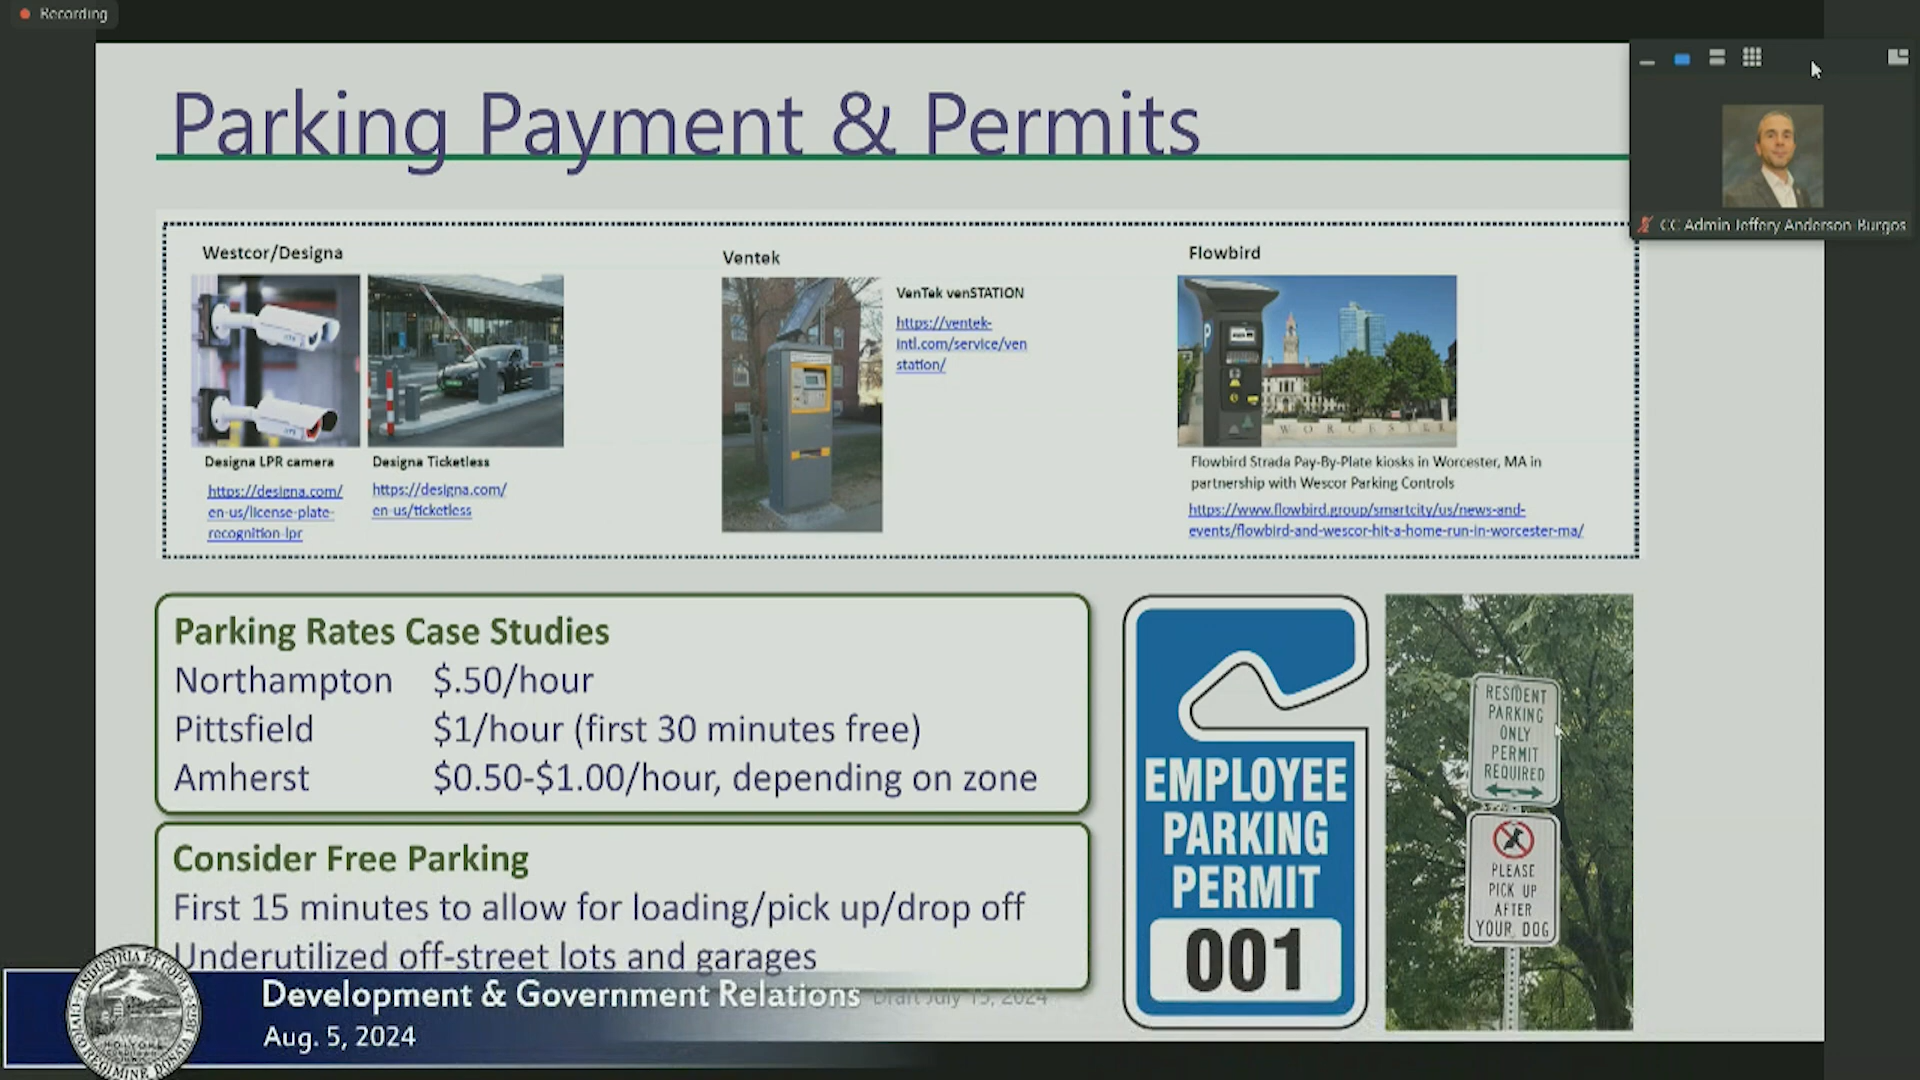 Recording
Parking Payment & Permits
CC Admin Jeffery Anderson-Burgos
Westcor/Designa
Designa LPR camera
https://designa.com/
en-us/license-plate-
recognition-lpr
Designa Ticketless
https://designa.com/
en-us/ticketless
Ventek
VenTek venSTATION
https://ventek-
intl.com/service/ven
station/
Flowbird
P
WORCESTER
Flowbird Strada Pay-By-Plate kiosks in Worcester, MA in
partnership with Wescor Parking Controls
https://www.flowbird.group/smartcity/us/news-and-
events/flowbird-and-wescor-hit-a-home-run-in-worcester-ma/
Parking Rates Case Studies
Northampton $.50/hour
Pittsfield $1/hour (first 30 minutes free)
Amherst $0.50-$1.00/hour, depending on zone
Consider Free Parking
First 15 minutes to allow for loading/pick up/drop off
Underutilized off-street lots and garages
EMPLOYEE
PARKING
PERMIT
001
RESIDENT
PARKING
ONLY
PERMIT
REQUIRED
PLEASE
PICK UP
AFTER
YOUR DOG
Draft July 15, 2024
Development & Government Relations
Aug. 5, 2024